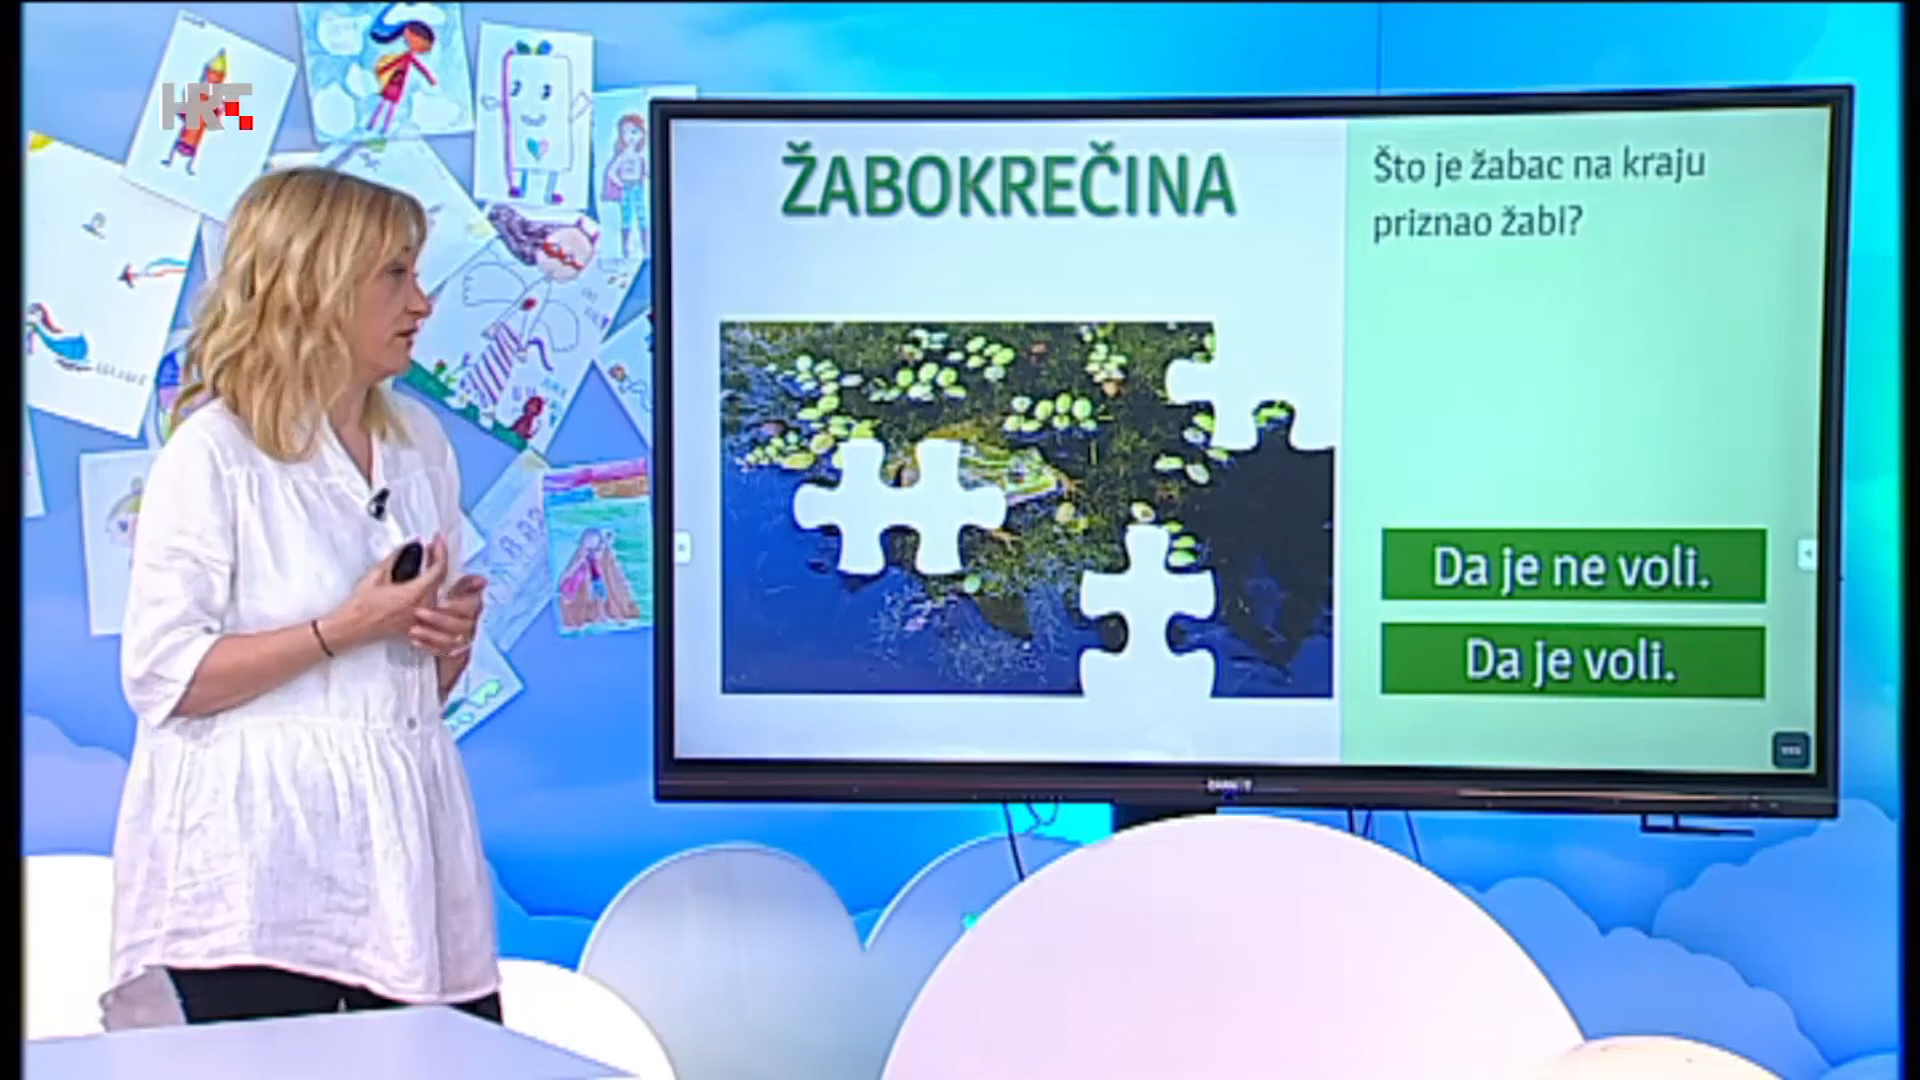 HRT
ŽABOKREČINA
Što je žabac na kraju
priznao žabi?
Da je ne voli.
Da je voli.